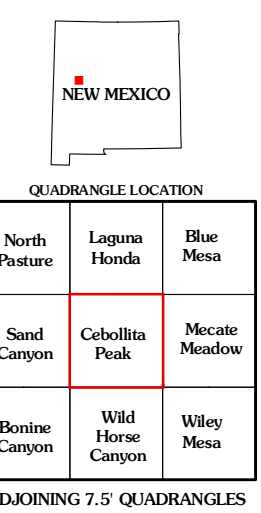 NEW MEXICO
QUADRANGLE LOCATION
North
Pasture
Laguna
Honda
Blue
Mesa
Sand
Canyon
Cebollita
Peak
Mecate
Meadow
Bonine
Canyon
Wild
Horse
Canyon
Wiley
Mesa
DJOINING 7.5' QUADRANGLES